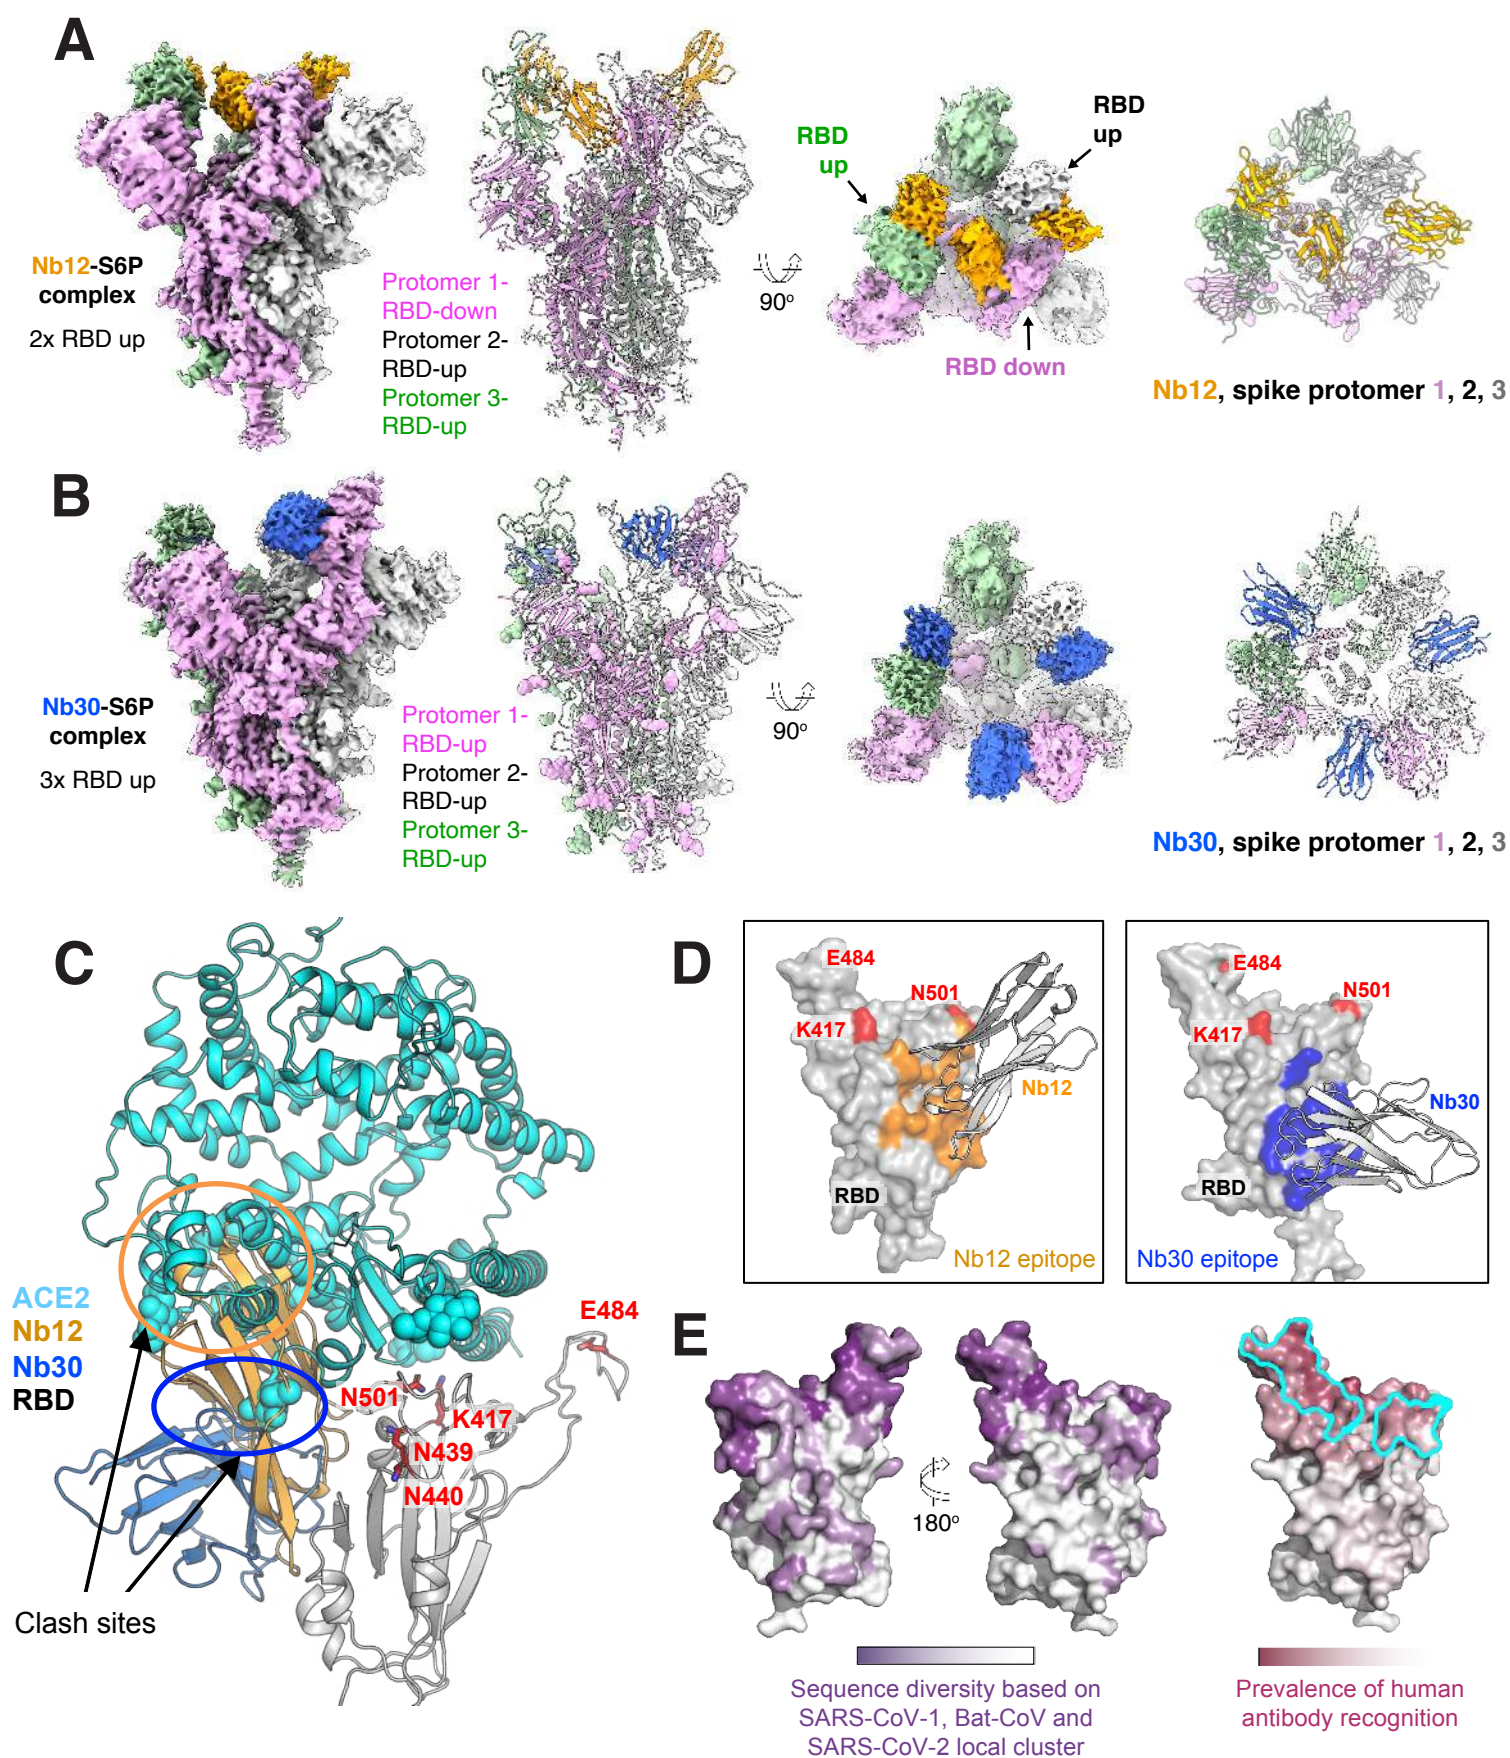 A
Nb12-S6P
complex
2x RBD up
Protomer 1-
RBD-down
Protomer 2-
RBD-up
Protomer 3-
RBD-up
90º
RBD
up
RBD
up
RBD down
Nb12, spike protomer 1, 2, 3
B
Nb30-S6P
complex
3x RBD up
Protomer 1-
RBD-up
Protomer 2-
RBD-up
Protomer 3-
RBD-up
90º
Nb30, spike protomer 1, 2, 3
C
ACE2
Nb12
Nb30
RBD
E484
N501
K417
N439
N440
Clash sites
D
E484
N501
K417
Nb12
RBD
Nb12 epitope
E484
N501
K417
Nb30
RBD
Nb30 epitope
E
180º
Sequence diversity based on
SARS-CoV-1, Bat-CoV and
SARS-CoV-2 local cluster
Prevalence of human
antibody recognition